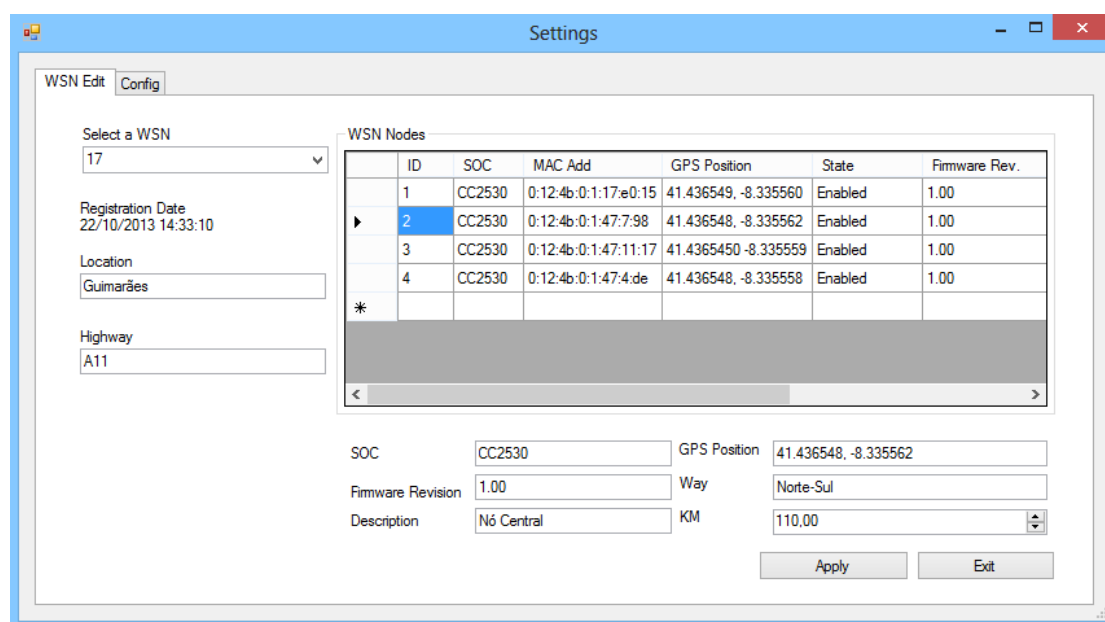 Settings
WSN Edit Config
Select a WSN
17
Registration Date
22/10/2013 14:33:10
Location
Guimarães
Highway
A11
WSN Nodes
ID SOC MAC Add GPS Position State Firmware Rev.
1 CC2530 0:12:4b:0:1:17:e0:15 41.436549, -8.335560 Enabled 1.00
2 CC2530 0:12:4b:0:1:47:7:98 41.436548, -8.335562 Enabled 1.00
3 CC2530 0:12:4b:0:1:47:11:17 41.4365450 -8.335559 Enabled 1.00
4 CC2530 0:12:4b:0:1:47:4:de 41.436548, -8.335558 Enabled 1.00
SOC CC2530 GPS Position 41.436548, -8.335562
Firmware Revision 1.00 Way Norte-Sul
Description Nó Central KM 110,00
Apply Exit